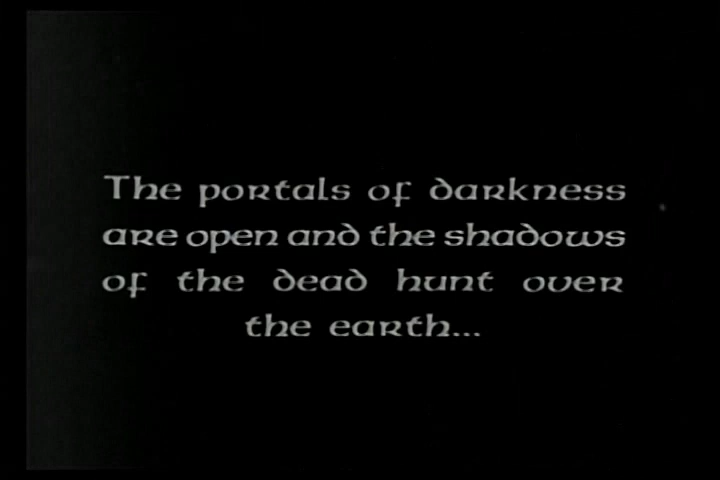 The portals of darkness
are open and the shadows
of the dead hunt over
the earth...